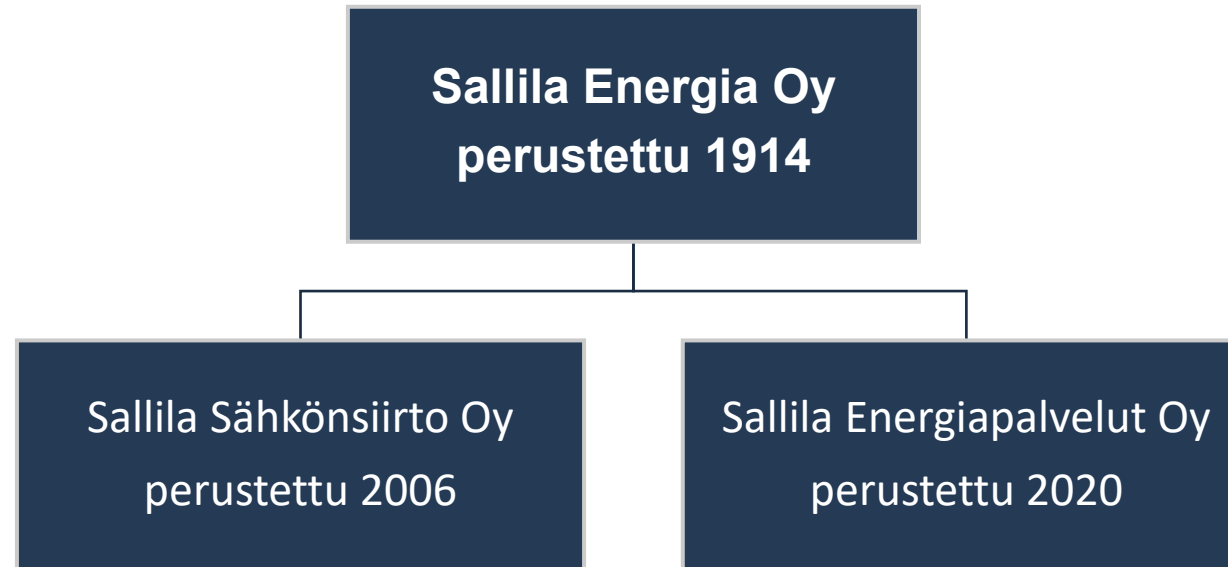 Sallila Energia Oy
perustettu 1914
Sallila Sähkönsiirto Oy
perustettu 2006
Sallila Energiapalvelut Oy
perustettu 2020